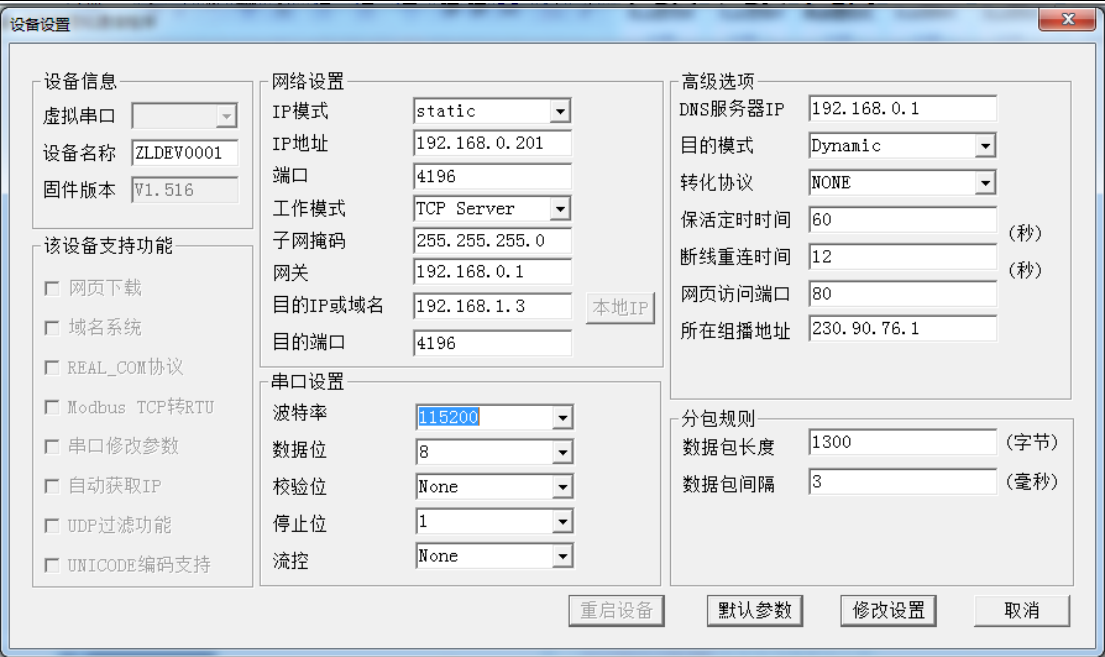 设备设置
设备信息
虚拟串口
设备名称 ZLDEV0001
固件版本 V1.516
该设备支持功能
网页下载
域名系统
REAL_COM协议
Modbus TCP转RTU
串口修改参数
自动获取IP
UDP过滤功能
UNICODE编码支持
网络设置
IP模式 static
IP地址 192.168.0.201
端口 4196
工作模式 TCP Server
子网掩码 255.255.255.0
网关 192.168.0.1
目的IP或域名 192.168.1.3 本地IP
目的端口 4196
串口设置
波特率 115200
数据位 8
校验位 None
停止位 1
流控 None
高级选项
DNS服务器IP 192.168.0.1
目的模式 Dynamic
转化协议 NONE
保活定时时间 60 (秒)
断线重连时间 12 (秒)
网页访问端口 80
所在组播地址 230.90.76.1
分包规则
数据包长度 1300 (字节)
数据包间隔 3 (毫秒)
重启设备 默认参数 修改设置 取消